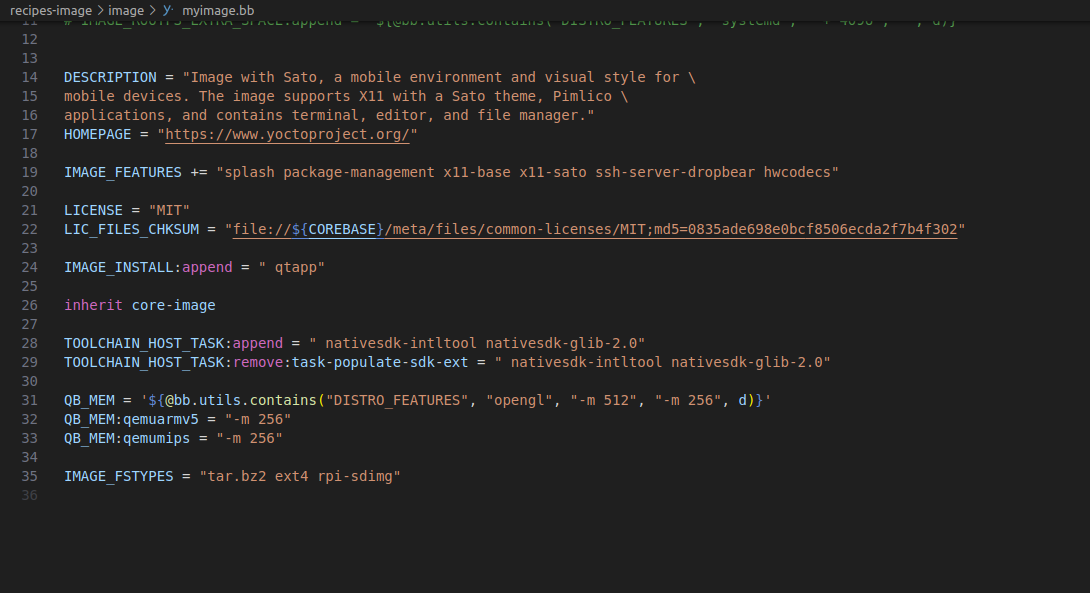 recipes-image > image > myimage.bb
11 # IMAGE_ROOTFS_EXTRA_SPACE:append = "${@bb.utils.contains("DISTRO_FEATURES", "systemd", " + 4096", "", d)}"
12
13
14 DESCRIPTION = "Image with Sato, a mobile environment and visual style for \
15 mobile devices. The image supports X11 with a Sato theme, Pimlico \
16 applications, and contains terminal, editor, and file manager."
17 HOMEPAGE = "https://www.yoctoproject.org/"
18
19 IMAGE_FEATURES += "splash package-management x11-base x11-sato ssh-server-dropbear hwcodecs"
20
21 LICENSE = "MIT"
22 LIC_FILES_CHKSUM = "file://${COREBASE}/meta/files/common-licenses/MIT;md5=0835ade698e0bcf8506ecda2f7b4f302"
23
24 IMAGE_INSTALL:append = " qtapp"
25
26 inherit core-image
27
28 TOOLCHAIN_HOST_TASK:append = " nativesdk-intltool nativesdk-glib-2.0"
29 TOOLCHAIN_HOST_TASK:remove:task-populate-sdk-ext = " nativesdk-intltool nativesdk-glib-2.0"
30
31 QB_MEM = '${@bb.utils.contains("DISTRO_FEATURES", "opengl", "-m 512", "-m 256", d)}'
32 QB_MEM:qemuarmv5 = "-m 256"
33 QB_MEM:qemumips = "-m 256"
34
35 IMAGE_FSTYPES = "tar.bz2 ext4 rpi-sdimg"
36